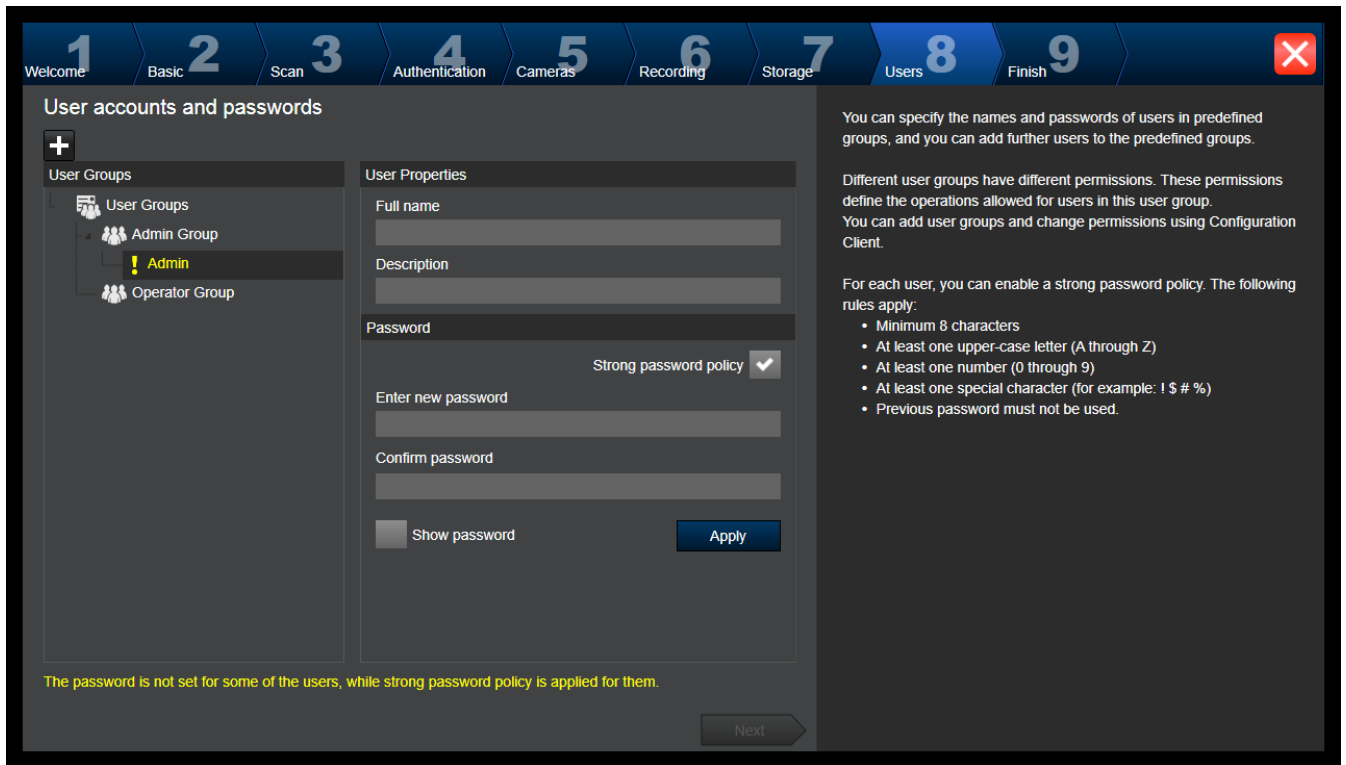 1 Welcome
2 Basic
3 Scan
4 Authentication
5 Cameras
6 Recording
7 Storage
8 Users
9 Finish
User accounts and passwords
User Groups
User Groups
Admin Group
! Admin
Operator Group
User Properties
Full name
Description
Password
Strong password policy
Enter new password
Confirm password
Show password
Apply
The password is not set for some of the users, while strong password policy is applied for them.
Next
You can specify the names and passwords of users in predefined
groups, and you can add further users to the predefined groups.
Different user groups have different permissions. These permissions
define the operations allowed for users in this user group.
You can add user groups and change permissions using Configuration
Client.
For each user, you can enable a strong password policy. The following
rules apply:
• Minimum 8 characters
• At least one upper-case letter (A through Z)
• At least one number (0 through 9)
• At least one special character (for example: ! $ # %)
• Previous password must not be used.